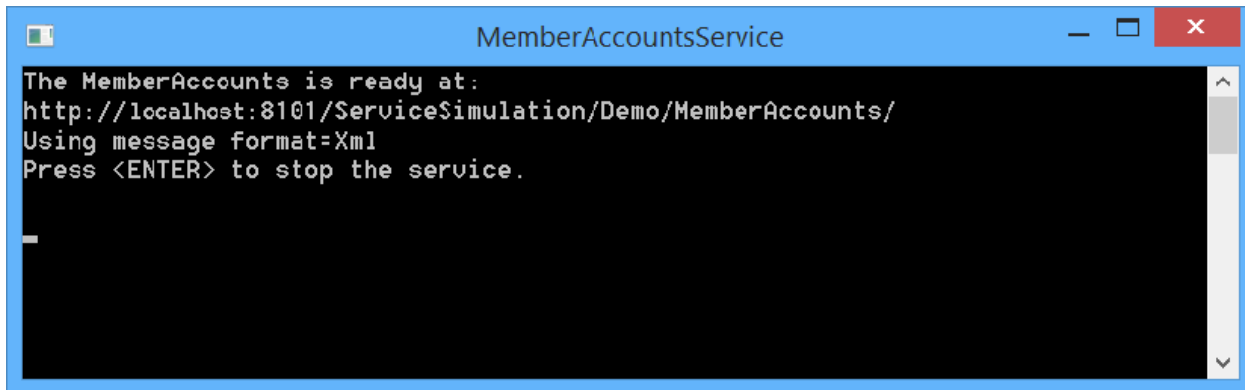 MemberAccountsService
The MemberAccounts is ready at:
http://localhost:8101/ServiceSimulation/Demo/MemberAccounts/
Using message format=Xml
Press <ENTER> to stop the service.